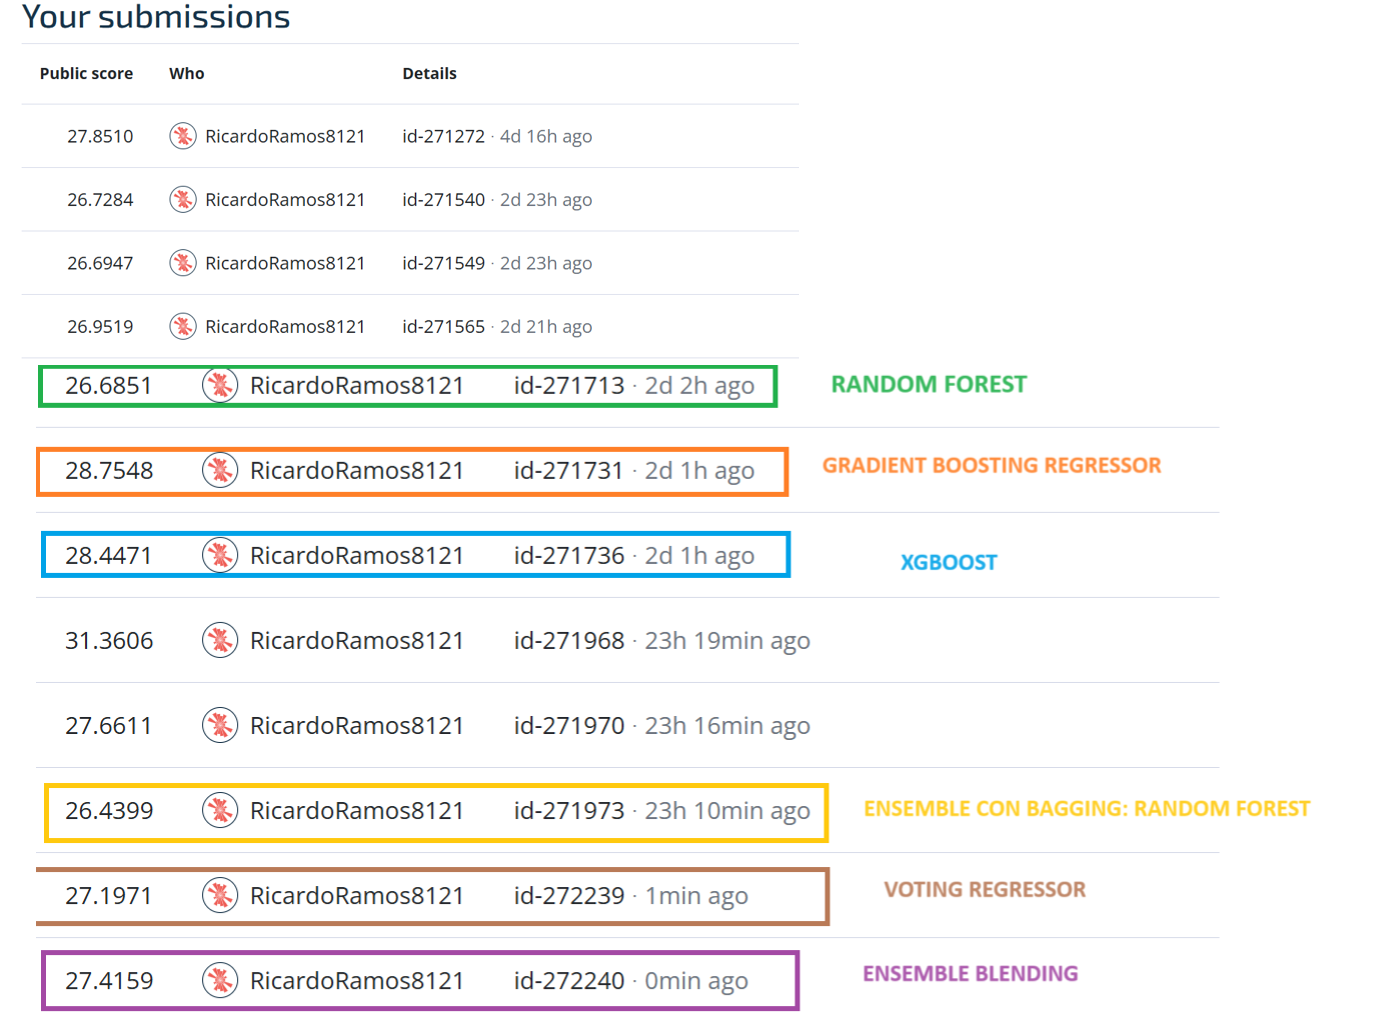 Your submissions
Public score Who Details
27.8510 RicardoRamos8121 id-271272 · 4d 16h ago
26.7284 RicardoRamos8121 id-271540 · 2d 23h ago
26.6947 RicardoRamos8121 id-271549 · 2d 23h ago
26.9519 RicardoRamos8121 id-271565 · 2d 21h ago
26.6851 RicardoRamos8121 id-271713 · 2d 2h ago RANDOM FOREST
28.7548 RicardoRamos8121 id-271731 · 2d 1h ago GRADIENT BOOSTING REGRESSOR
28.4471 RicardoRamos8121 id-271736 · 2d 1h ago XGBOOST
31.3606 RicardoRamos8121 id-271968 · 23h 19min ago
27.6611 RicardoRamos8121 id-271970 · 23h 16min ago
26.4399 RicardoRamos8121 id-271973 · 23h 10min ago ENSEMBLE CON BAGGING: RANDOM FOREST
27.1971 RicardoRamos8121 id-272239 · 1min ago VOTING REGRESSOR
27.4159 RicardoRamos8121 id-272240 · 0min ago ENSEMBLE BLENDING